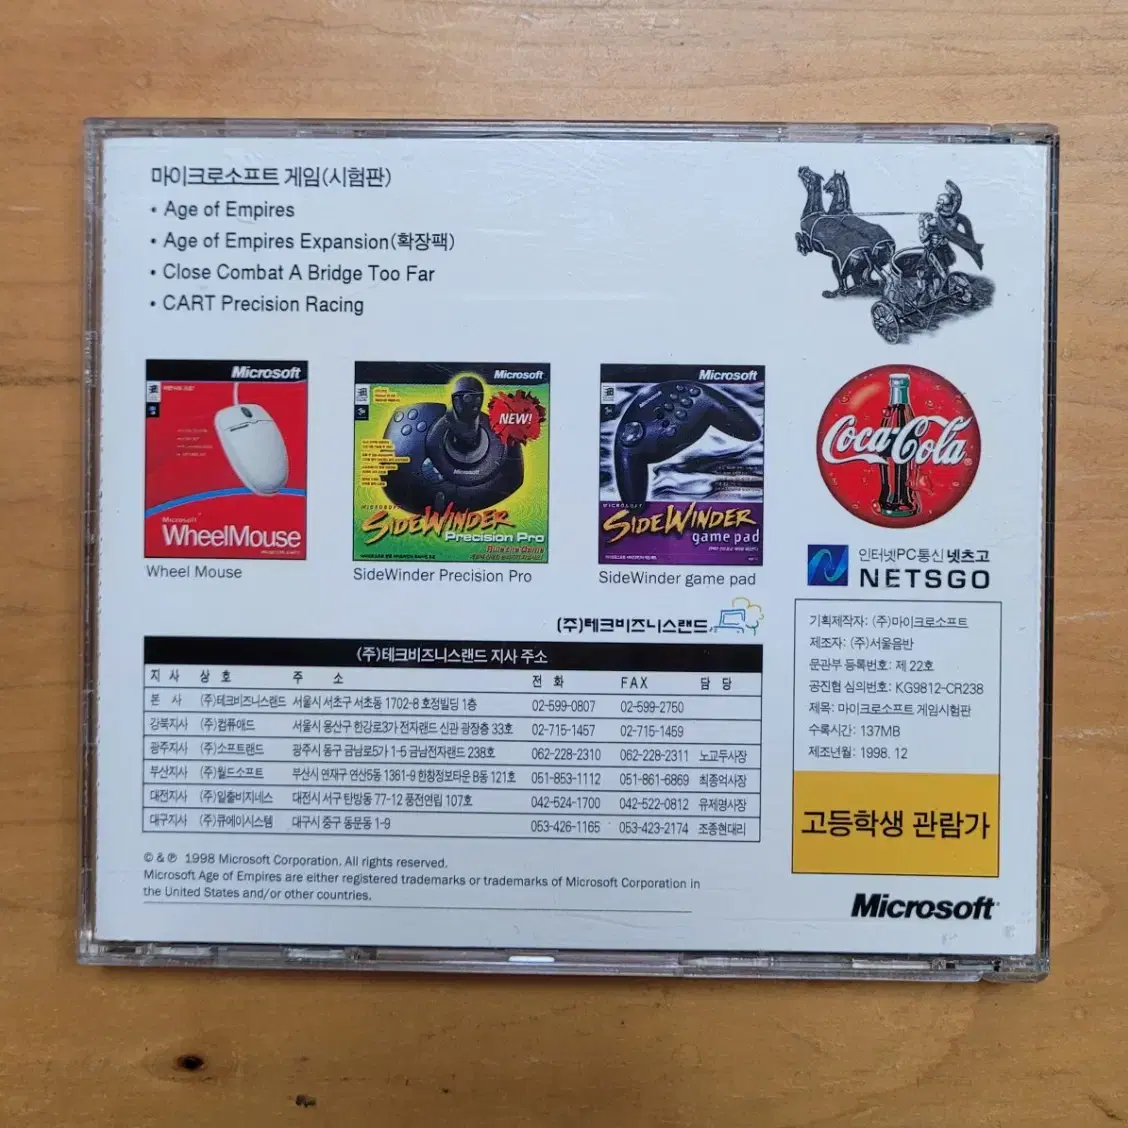 마이크로소프트 게임(시험판)
• Age of Empires
• Age of Empires Expansion(확장팩)
• Close Combat A Bridge Too Far
• CART Precision Racing
Microsoft
Microsoft
WheelMouse
Wheel Mouse
Microsoft
NEW!
Microsoft
MICROSOFT
SIDEWINDER
Precision Pro
SideWinder Precision Pro
Microsoft
Microsoft
MICROSOFT
SIDEWINDER
game pad
SideWinder game pad
Coca-Cola
인터넷PC통신 넷츠고
NETSGO
(주)테크비즈니스랜드
(주)테크비즈니스랜드 지사 주소
지 사 상 호 주 소 전 화 FAX 담 당
본 사 (주)테크비즈니스랜드 서울시 서초구 서초동 1702-8 호정빌딩 1층 02-599-0807 02-599-2750
강북지사 (주)컴퓨애드 서울시 용산구 한강로3가 전자랜드 신관 광장층 33호 02-715-1457 02-715-1459
광주지사 (주)소프트랜드 광주시 동구 금남로5가 1-5 금남전자랜드 238호 062-228-2310 062-228-2311 노교두사장
부산지사 (주)월드소프트 부산시 연제구 연산5동 1361-9 한창정보타운 B동 121호 051-853-1112 051-861-6869 최종억사장
대전지사 (주)일출비지네스 대전시 서구 탄방동 77-12 풍전연립 107호 042-524-1700 042-522-0812 유제명사장
대구지사 (주)큐에이시스템 대구시 중구 동문동 1-9 053-426-1165 053-423-2174 조종현대리
© & ℗ 1998 Microsoft Corporation. All rights reserved.
Microsoft Age of Empires are either registered trademarks or trademarks of Microsoft Corporation in
the United States and/or other countries.
기획제작자: (주)마이크로소프트
제조자: (주)서울음반
문관부 등록번호: 제 22호
공진협 심의번호: KG9812-CR238
제목: 마이크로소프트 게임시험판
수록시간: 137MB
제조년월: 1998. 12
고등학생 관람가
Microsoft